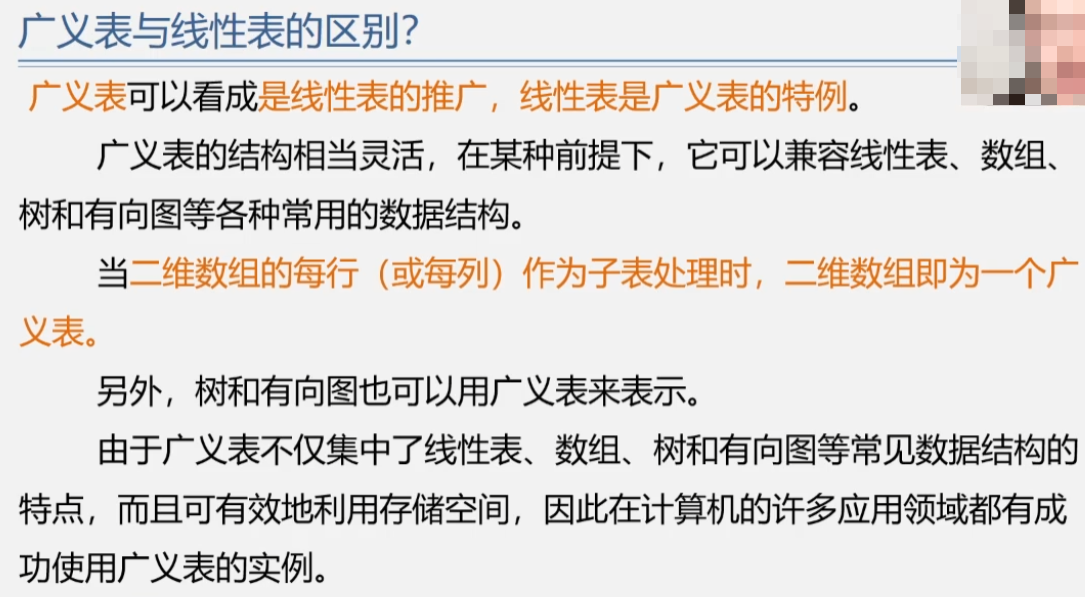 广义表与线性表的区别?
广义表可以看成是线性表的推广，线性表是广义表的特例。
广义表的结构相当灵活，在某种前提下，它可以兼容线性表、数组、
树和有向图等各种常用的数据结构。
当二维数组的每行（或每列）作为子表处理时，二维数组即为一个广
义表。
另外，树和有向图也可以用广义表来表示。
由于广义表不仅集中了线性表、数组、树和有向图等常见数据结构的
特点，而且可有效地利用存储空间，因此在计算机的许多应用领域都有成
功使用广义表的实例。